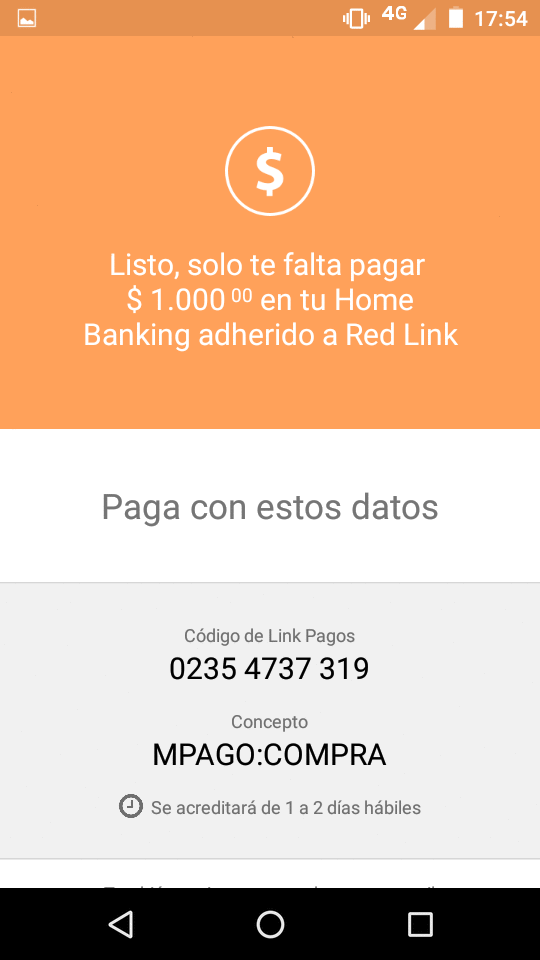 4G 17:54
$
Listo, solo te falta pagar
$ 1.000 00 en tu Home
Banking adherido a Red Link
Paga con estos datos
Código de Link Pagos
0235 4737 319
Concepto
MPAGO:COMPRA
Se acreditará de 1 a 2 días hábiles